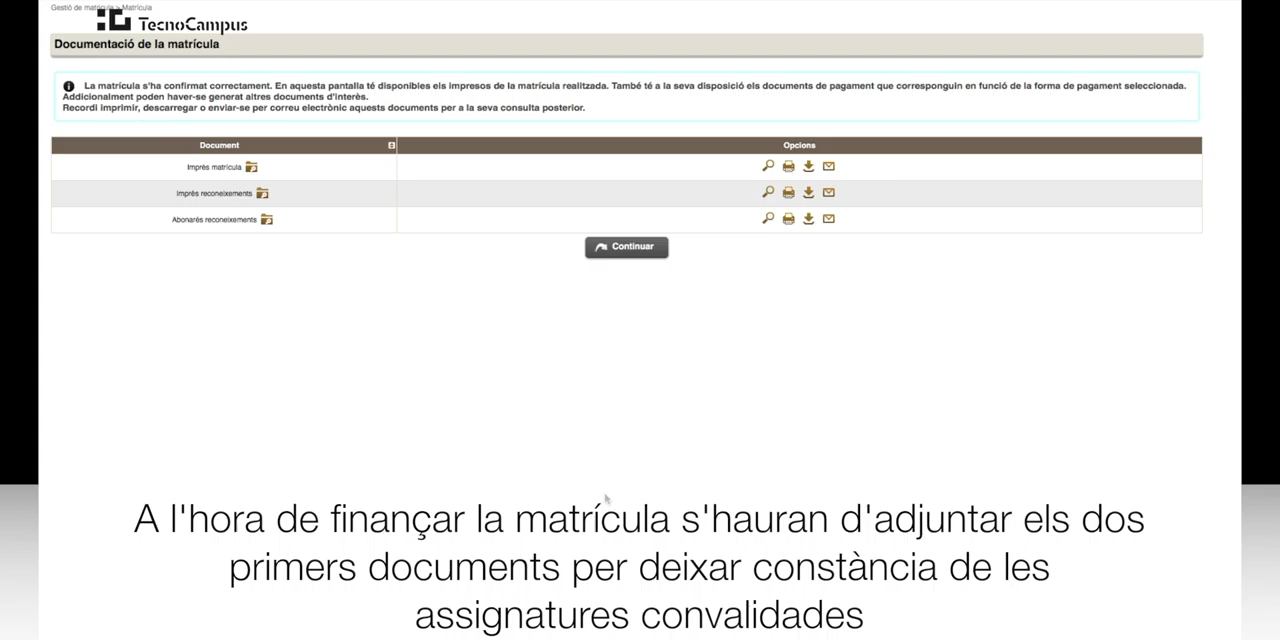 Gestió de matrícula > Matrícula
TecnoCampus
Documentació de la matrícula
La matrícula s'ha confirmat correctament. En aquesta pantalla té disponibles els impresos de la matrícula realitzada. També té a la seva disposició els documents de pagament que corresponguin en funció de la forma de pagament seleccionada.
Addicionalment poden haver-se generat altres documents d'interès.
Recordi imprimir, descarregar o enviar-se per correu electrònic aquests documents per a la seva consulta posterior.
Document Opcions
Imprés matrícula
Imprés reconeixements
Abonarés reconeixements
Continuar
A l'hora de finançar la matrícula s'hauran d'adjuntar els dos
primers documents per deixar constància de les
assignatures convalidades